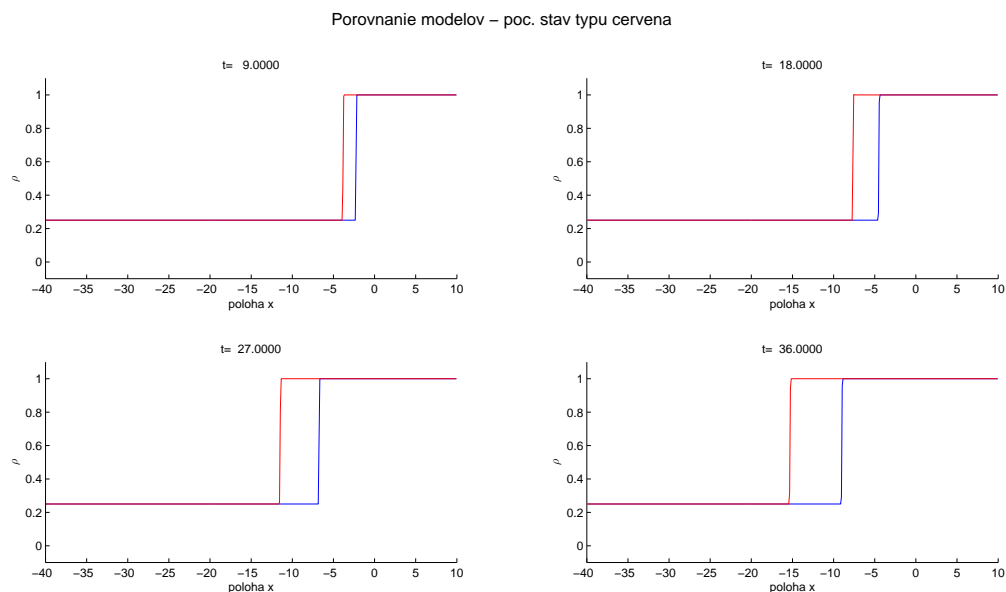 Porovnanie modelov – poc. stav typu cervena
t= 9.0000
1
0.8
0.6
0.4
0.2
0
ρ
−40 −35 −30 −25 −20 −15 −10 −5 0 5 10
poloha x
t= 18.0000
1
0.8
0.6
0.4
0.2
0
ρ
−40 −35 −30 −25 −20 −15 −10 −5 0 5 10
poloha x
t= 27.0000
1
0.8
0.6
0.4
0.2
0
ρ
−40 −35 −30 −25 −20 −15 −10 −5 0 5 10
poloha x
t= 36.0000
1
0.8
0.6
0.4
0.2
0
ρ
−40 −35 −30 −25 −20 −15 −10 −5 0 5 10
poloha x